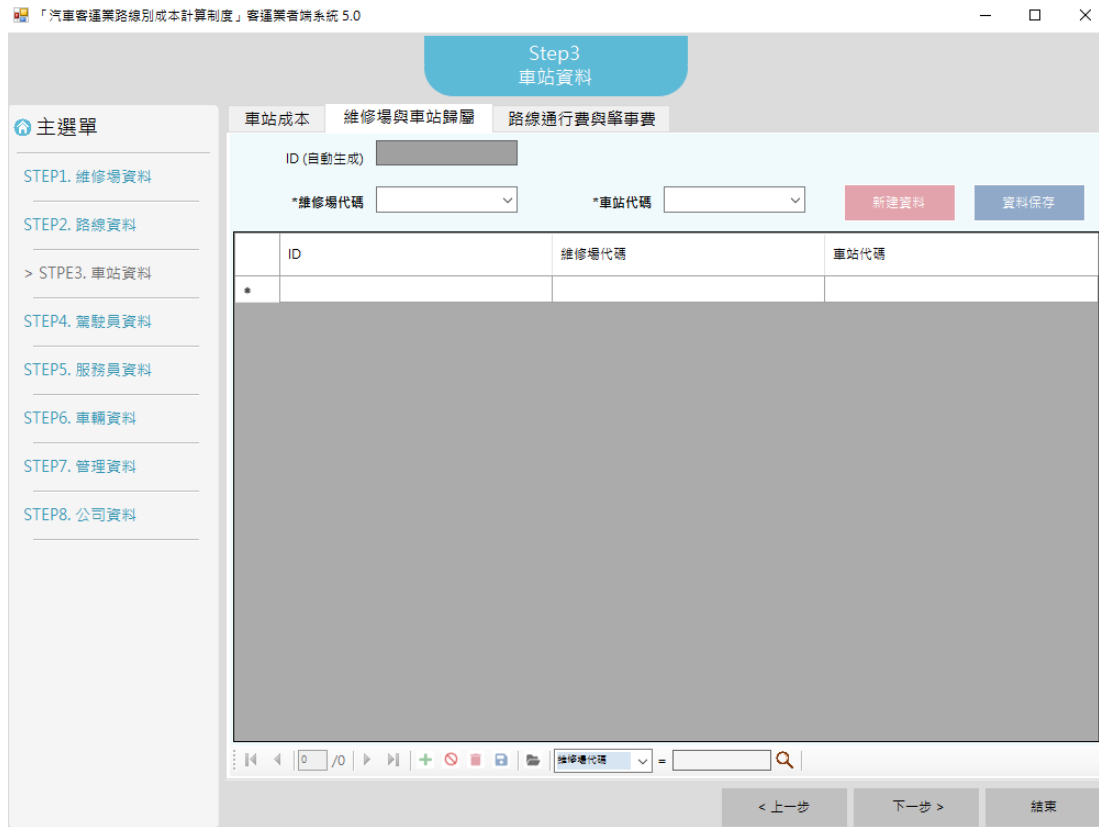 「汽車客運業路線別成本計算制度」客運業者端系統 5.0
Step3
車站資料
主選單
STEP1. 維修場資料
STEP2. 路線資料
> STPE3. 車站資料
STEP4. 駕駛員資料
STEP5. 服務員資料
STEP6. 車輛資料
STEP7. 管理資料
STEP8. 公司資料
車站成本 維修場與車站歸屬 路線通行費與肇事費
ID (自動生成)
*維修場代碼 *車站代碼 新建資料 資料保存
ID 維修場代碼 車站代碼
*
0 /0 維修場代碼 =
< 上一步 下一步 > 結束